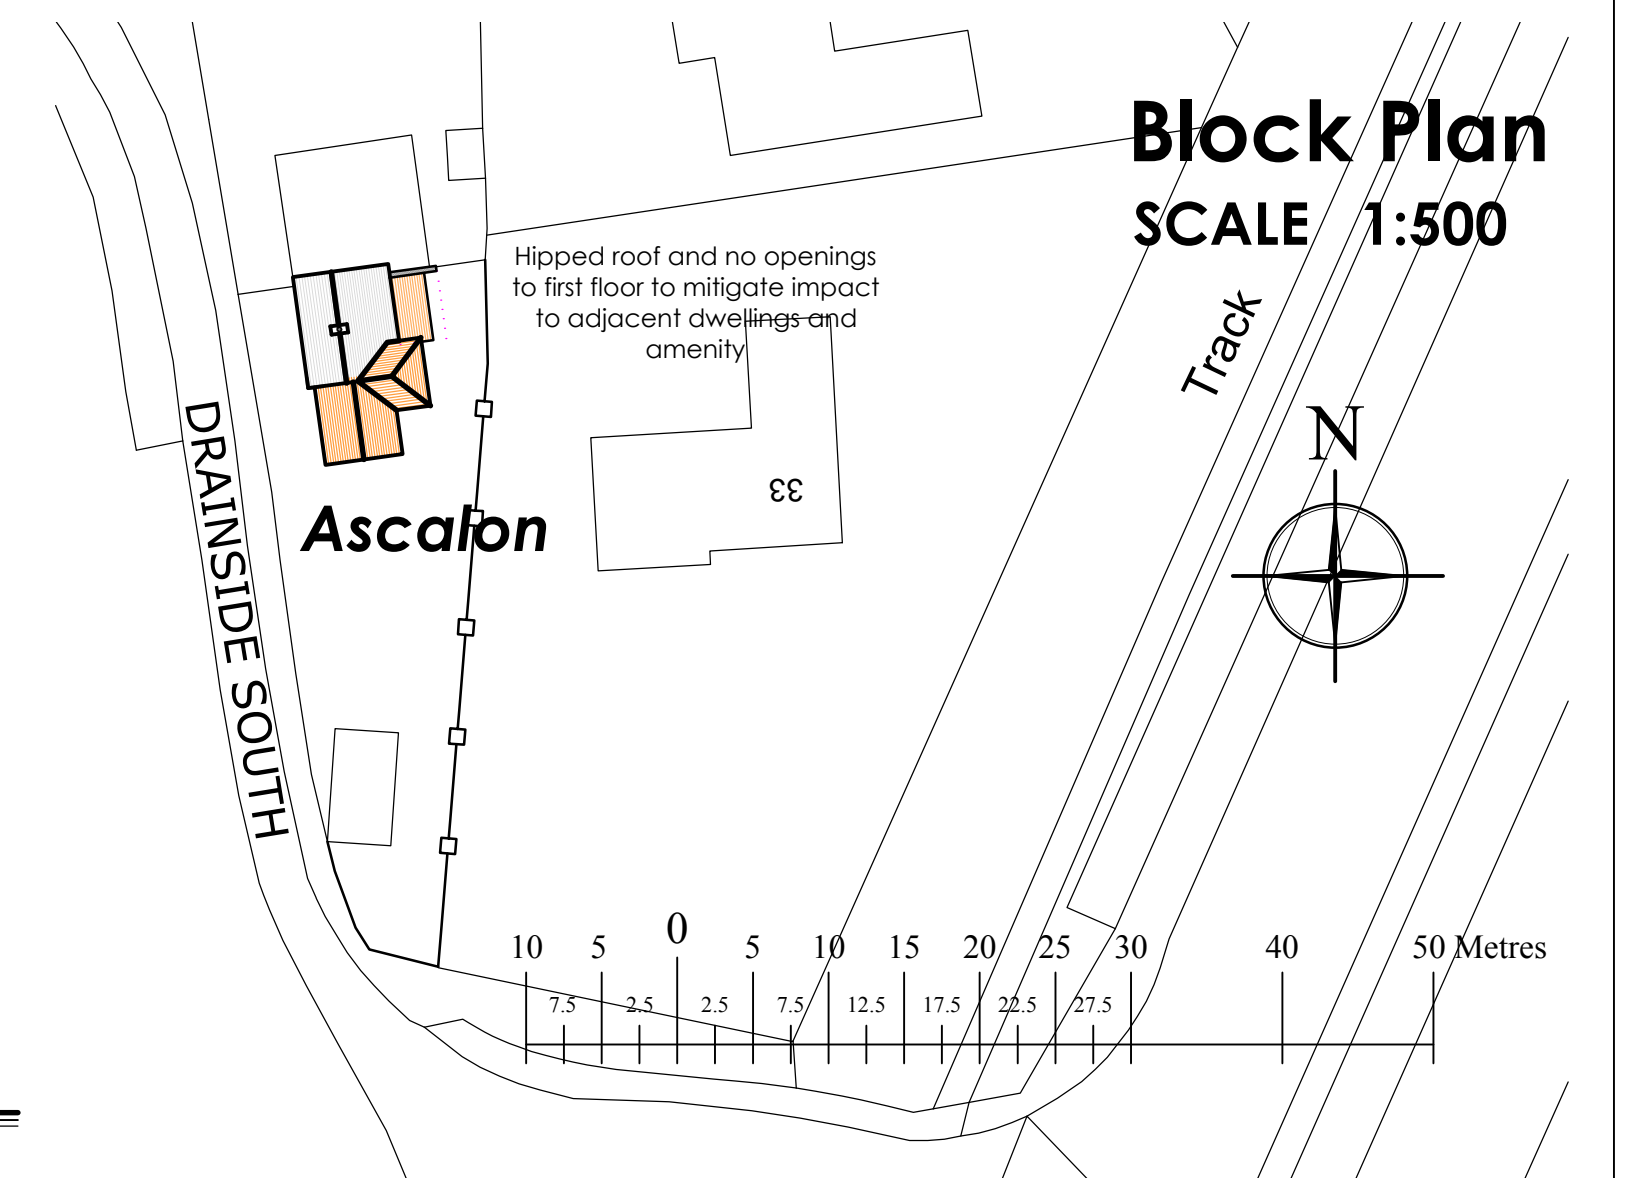 Block Plan
SCALE 1:500
Hipped roof and no openings
to first floor to mitigate impact
to adjacent dwellings and
amenity
Track
N
DRAINSIDE SOUTH
33
Ascalon
10 5 0 5 10 15 20 25 30 40 50 Metres
7.5 2.5 2.5 7.5 12.5 17.5 22.5 27.5